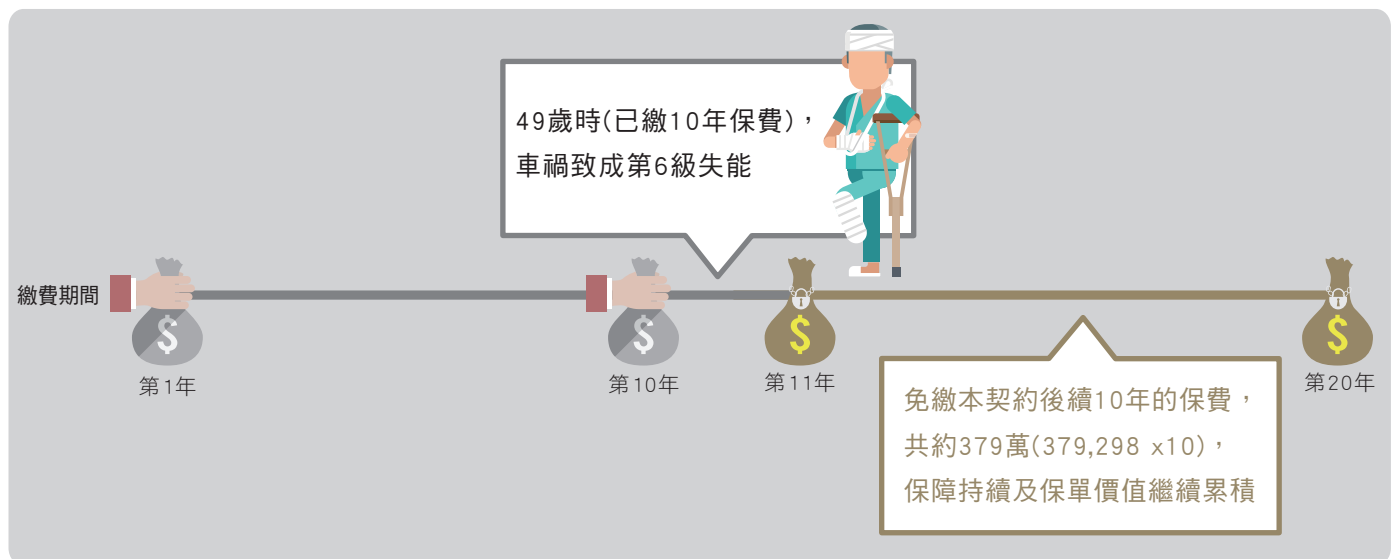 49歲時(已繳10年保費)，
車禍致成第6級失能
繳費期間
$
$
$
$
第1年
第10年
第11年
第20年
免繳本契約後續10年的保費，
共約379萬(379,298 x10)，
保障持續及保單價值繼續累積